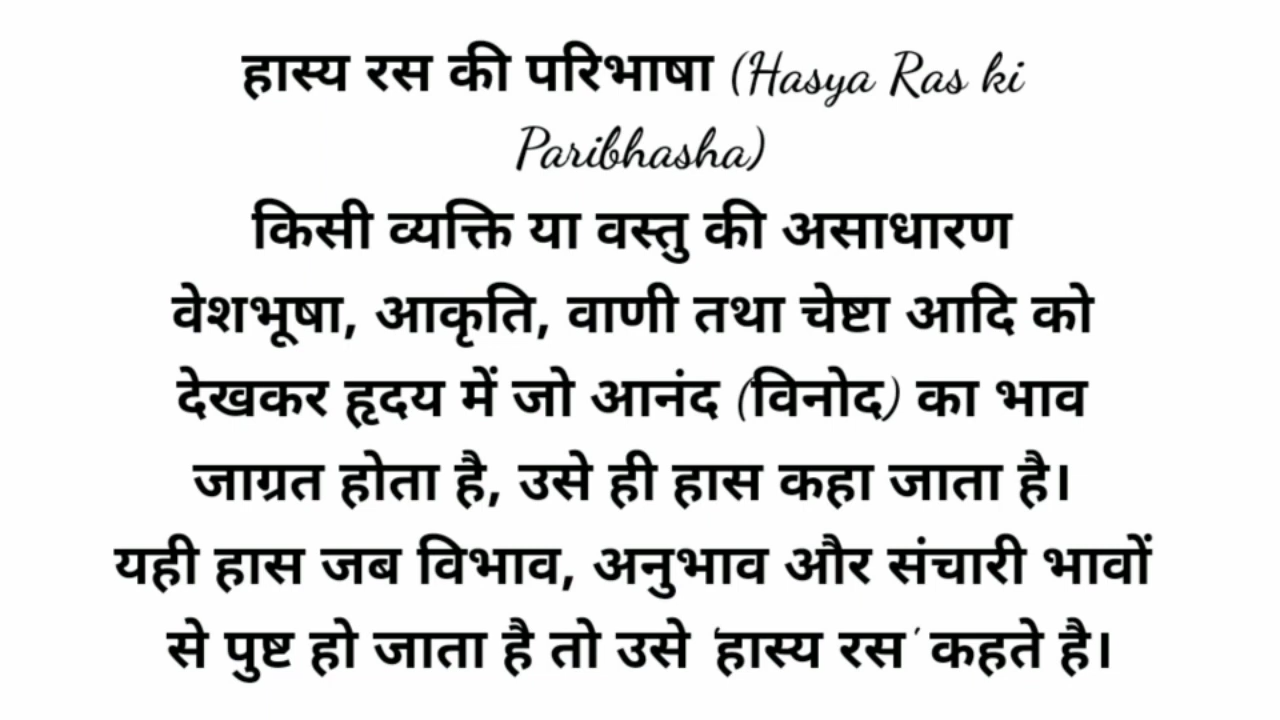 हास्य रस की परिभाषा (Hasya Ras ki
Paribhasha)
किसी व्यक्ति या वस्तु की असाधारण
वेशभूषा, आकृति, वाणी तथा चेष्टा आदि को
देखकर हृदय में जो आनंद (विनोद) का भाव
जाग्रत होता है, उसे ही हास कहा जाता है।
यही हास जब विभाव, अनुभाव और संचारी भावों
से पुष्ट हो जाता है तो उसे ‘हास्य रस’ कहते है।